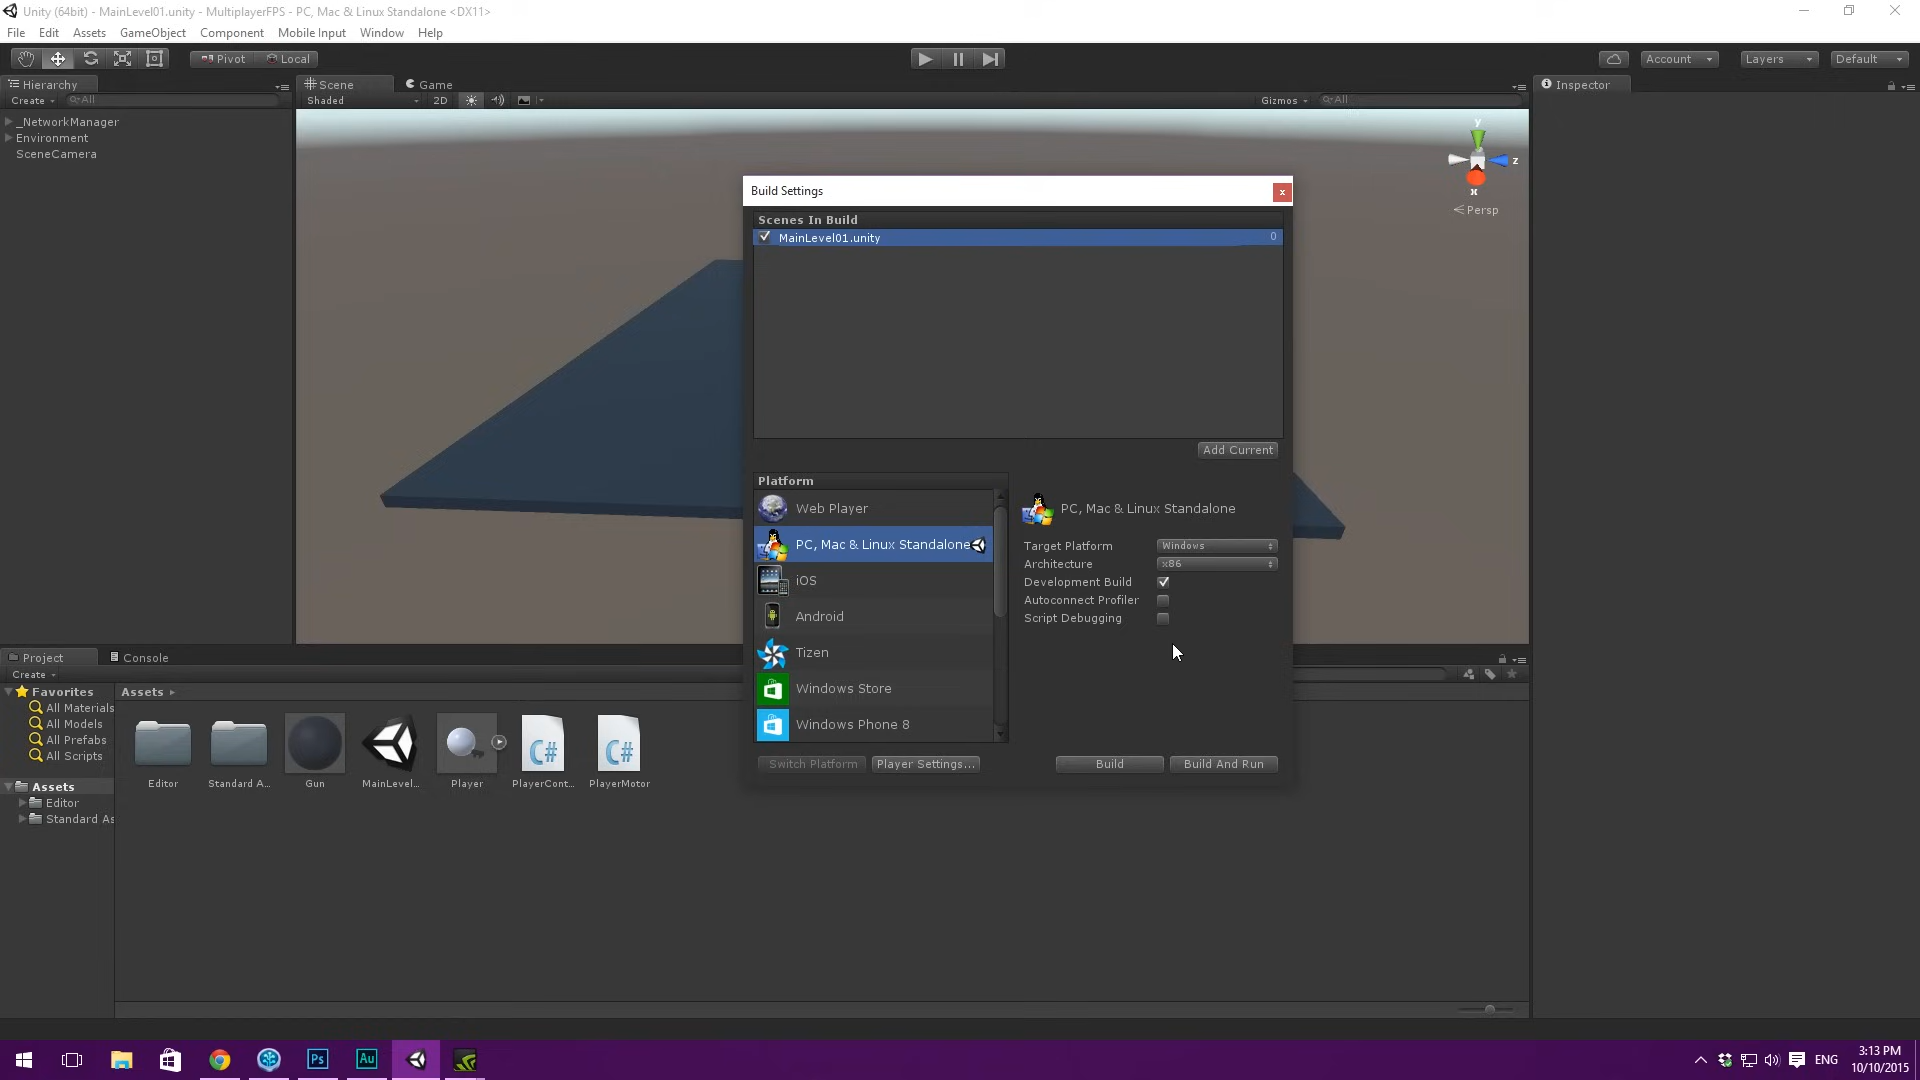 Unity (64bit) - MainLevel01.unity - MultiplayerFPS - PC, Mac & Linux Standalone <DX11>
File Edit Assets GameObject Component Mobile Input Window Help
Pivot Local Account Layers Default
Hierarchy Scene Game Inspector
Create All Shaded 2D Gizmos All
_NetworkManager
Environment
SceneCamera
y
z
x
Persp
Build Settings
x
Scenes In Build
MainLevel01.unity 0
Add Current
Platform
Web Player
PC, Mac & Linux Standalone
iOS
Android
Tizen
Windows Store
Windows Phone 8
PC, Mac & Linux Standalone
Target Platform Windows
Architecture x86
Development Build
Autoconnect Profiler
Script Debugging
Switch Platform Player Settings... Build Build And Run
Project Console
Create
Favorites
All Materials
All Models
All Prefabs
All Scripts
Assets
Editor
Standard As
Assets
C# C#
Editor Standard A... Gun MainLevel... Player PlayerCont... PlayerMotor
Ps Au
ENG
3:13 PM
10/10/2015